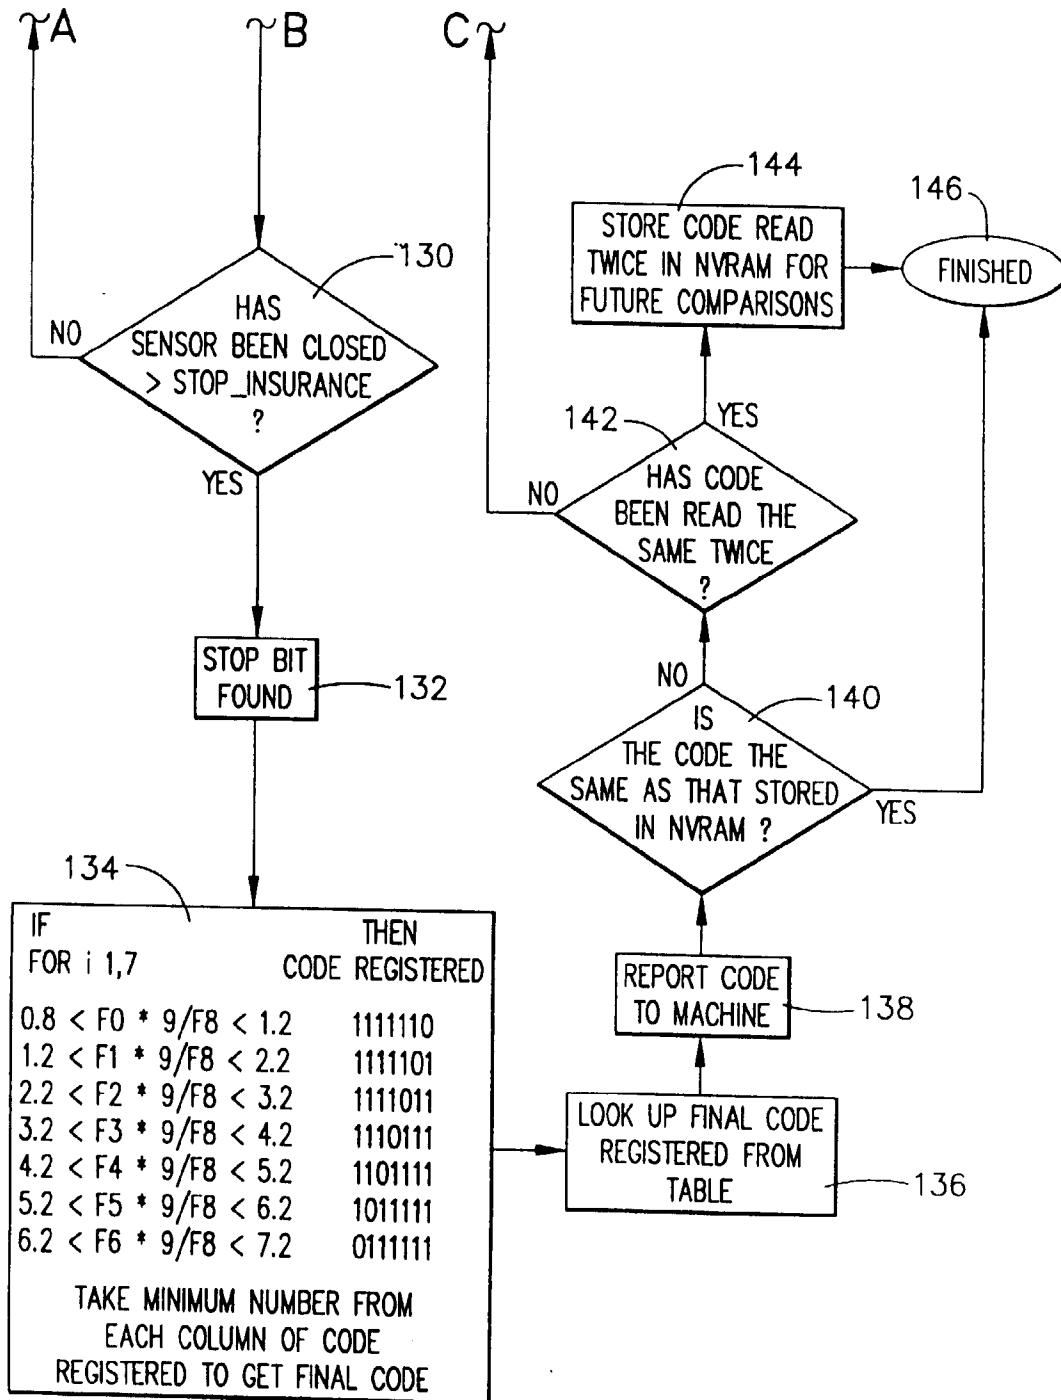 A
B
C
130
HAS
SENSOR BEEN CLOSED
> STOP_INSURANCE
?
NO
YES
STOP BIT
FOUND
132
134
IF
FOR i 1,7
THEN
CODE REGISTERED
0.8 < F0 * 9/F8 < 1.2 1111110
1.2 < F1 * 9/F8 < 2.2 1111101
2.2 < F2 * 9/F8 < 3.2 1111011
3.2 < F3 * 9/F8 < 4.2 1110111
4.2 < F4 * 9/F8 < 5.2 1101111
5.2 < F5 * 9/F8 < 6.2 1011111
6.2 < F6 * 9/F8 < 7.2 0111111
TAKE MINIMUM NUMBER FROM
EACH COLUMN OF CODE
REGISTERED TO GET FINAL CODE
LOOK UP FINAL CODE
REGISTERED FROM
TABLE
136
REPORT CODE
TO MACHINE
138
IS
THE CODE THE
SAME AS THAT STORED
IN NVRAM ?
140
NO
YES
HAS CODE
BEEN READ THE
SAME TWICE
?
142
NO
YES
144
STORE CODE READ
TWICE IN NVRAM FOR
FUTURE COMPARISONS
146
FINISHED